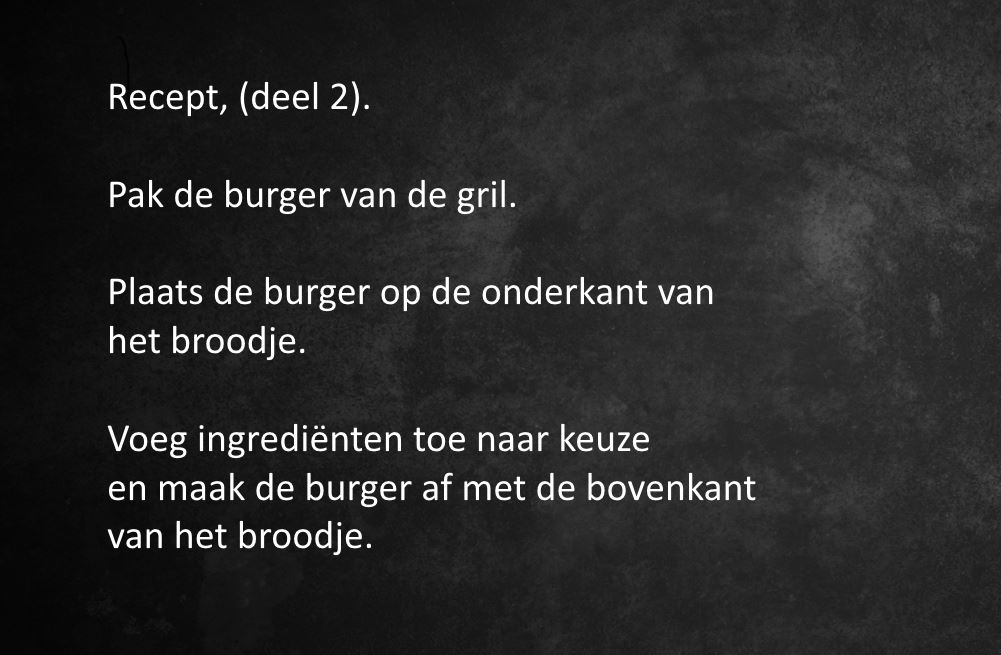 Recept, (deel 2).
Pak de burger van de gril.
Plaats de burger op de onderkant van
het broodje.
Voeg ingrediënten toe naar keuze
en maak de burger af met de bovenkant
van het broodje.